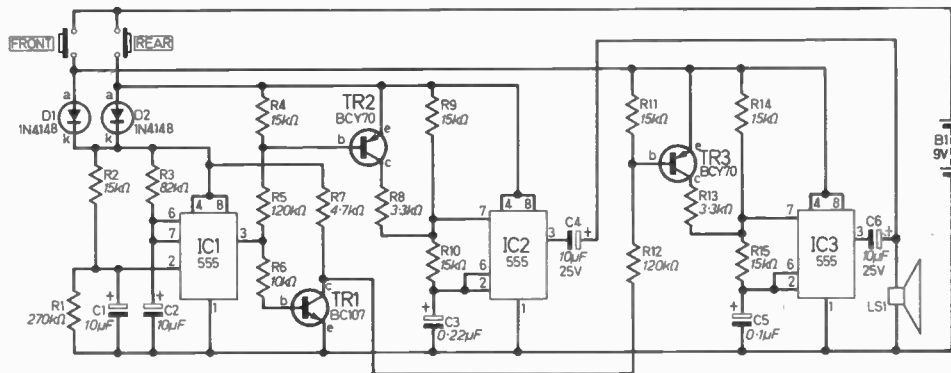 FRONT
REAR
a
a
D1
1N4148
D2
1N4148
k
k
R2
15kΩ
R3
82kΩ
R1
270kΩ
+
C1
10μF
+
C2
10μF
6
7
2
4 8
IC1
555
3
1
R4
15kΩ
R5
120kΩ
R6
10kΩ
R7
4.7kΩ
b
c
e
TR1
BC107
TR2
BCY70
b
e
c
R8
3.3kΩ
R9
15kΩ
R10
15kΩ
+
C3
0.22μF
7
6
2
4 8
IC2
555
3
1
C4
+
10μF
25V
R11
15kΩ
R12
120kΩ
b
e
c
TR3
BCY70
R13
3.3kΩ
R14
15kΩ
R15
15kΩ
+
C5
0.1μF
7
6
2
4 8
IC3
555
3
1
C6
+
10μF
25V
LS1
B1
9V